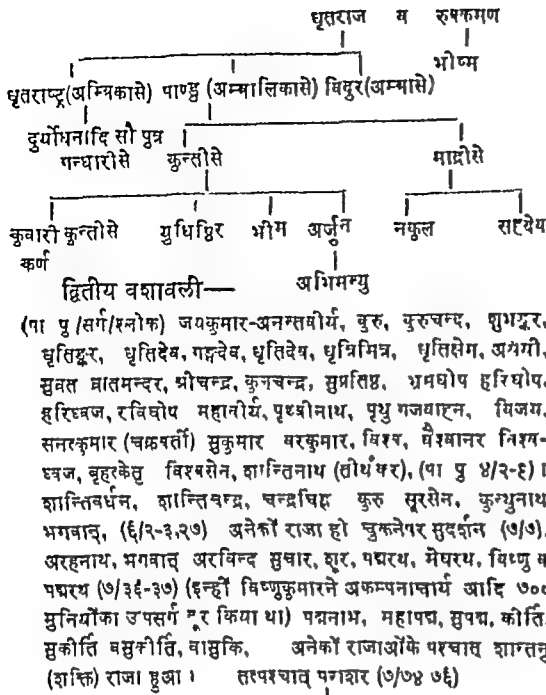 धृतराज व रुक्मण
भीष्म
धृतराष्ट्र(अम्बिकासे) पाण्डु (अम्बालिकासे) विदुर(अम्बासे)
दुर्योधनादि सौ पुत्र
गन्धारीसे कुन्तीसे माद्रीसे
कुवारी कुन्तीसे युधिष्ठिर भीम अर्जुन नकुल सहदेव
कर्ण
अभिमन्यु
द्वितीय वशावली—
(पा पु /सर्ग/श्लोक) जयकुमार-अनन्तवीर्य, कुरु, कुरुचन्द, शुभङ्कर,
धृतिङ्कर, धृतिदेव, गङ्गदेव, धृतिदेव, धृत्रिमित्र, धृतिक्षेम, अक्षयी,
सुव्रत व्रातमन्दर, श्रीचन्द्र, कुलचन्द्र, सुप्रतिष्ठ, भ्रमघोष हरिघोष,
हरिध्वज, रविघोष महावीर्य, पृथ्वीनाथ, पृथु गजवाहन, विजय,
सनत्कुमार (चक्रवर्ती) सुकुमार वरकुमार, विश्व, वैश्वानर विश्व-
ध्वज, बृहत्केतु विश्वसेन, शान्तिनाथ (तीर्थंकर), (पा पु ४/२-६)।
शान्तिवर्धन, शान्तिचन्द्र, चन्द्रचिह्न कुरु सूरसेन, कुन्थुनाथ
भगवान्, (६/२-३,२७) अनेकों राजा हो चुकनेपर सुदर्शन (७/७),
अरहनाथ, भगवान् अरविन्द सुचार, शूर, पद्मरथ, मेघरथ, विष्णु व
पद्मरथ (७/३६-३७) (इन्हीं विष्णुकुमारने अकम्पनाचार्य आदि ७००
मुनियोंका उपसर्ग दूर किया था) पद्मनाभ, महापद्म, सुपद्म, कीर्ति
सुकीर्ति वसुकीर्ति, वासुकि, अनेकों राजाओंके पश्चात् शान्तनु
(शक्ति) राजा हुआ। तत्पश्चात् पराशर (७/७४ ७६)